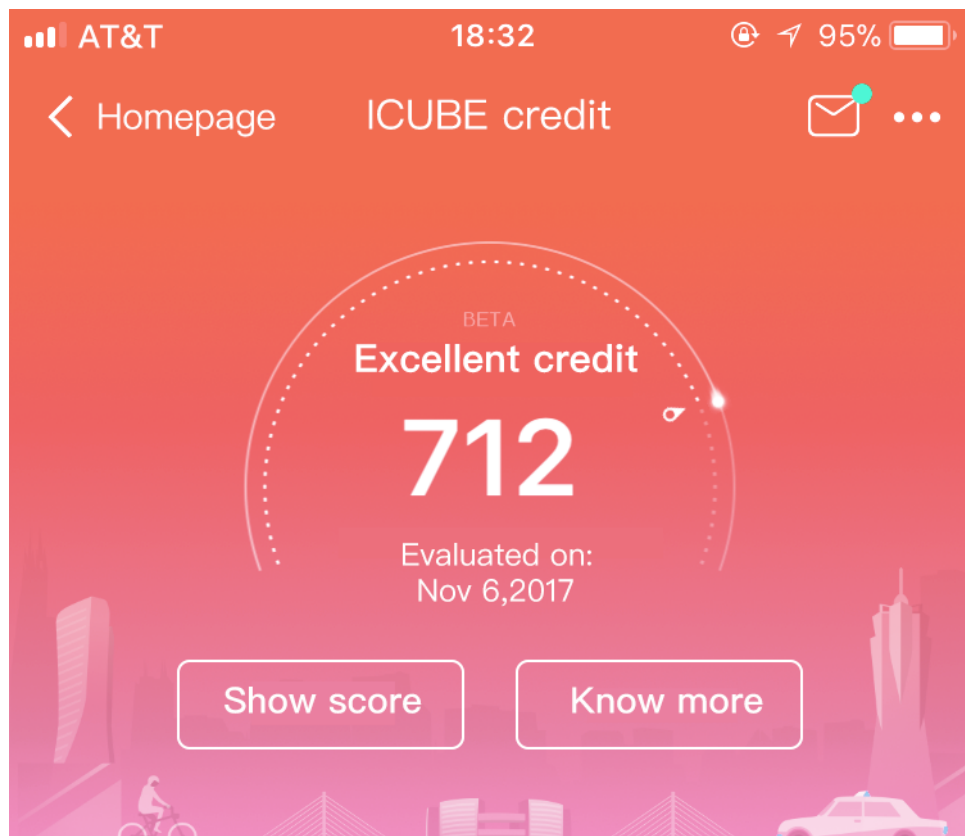 AT&T 18:32 95%
Homepage ICUBE credit
BETA
Excellent credit
712
Evaluated on:
Nov 6,2017
Show score Know more